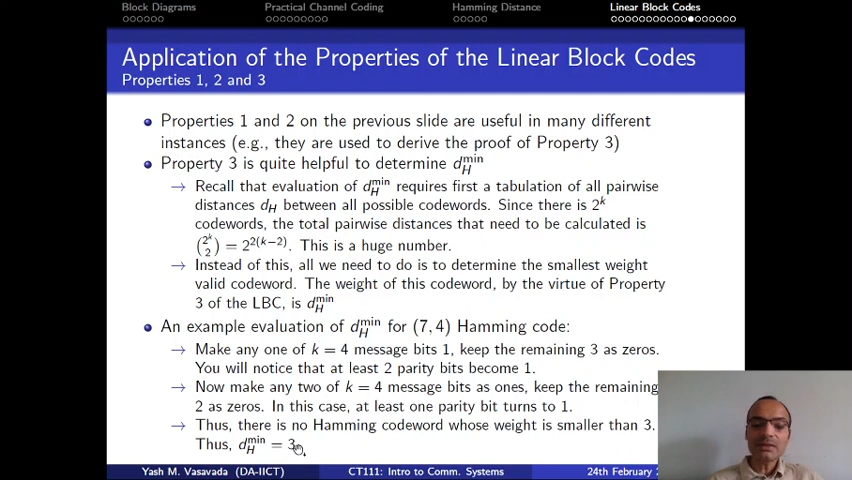 Block Diagrams Practical Channel Coding Hamming Distance Linear Block Codes
Application of the Properties of the Linear Block Codes
Properties 1, 2 and 3
Properties 1 and 2 on the previous slide are useful in many different
instances (e.g., they are used to derive the proof of Property 3)
Property 3 is quite helpful to determine d_H^min
→ Recall that evaluation of d_H^min requires first a tabulation of all pairwise
distances d_H between all possible codewords. Since there is 2^k
codewords, the total pairwise distances that need to be calculated is
(2^k 2) = 2^2(k−2). This is a huge number.
→ Instead of this, all we need to do is to determine the smallest weight
valid codeword. The weight of this codeword, by the virtue of Property
3 of the LBC, is d_H^min
An example evaluation of d_H^min for (7, 4) Hamming code:
→ Make any one of k = 4 message bits 1, keep the remaining 3 as zeros.
You will notice that at least 2 parity bits become 1.
→ Now make any two of k = 4 message bits as ones, keep the remaining
2 as zeros. In this case, at least one parity bit turns to 1.
→ Thus, there is no Hamming codeword whose weight is smaller than 3.
Thus, d_H^min = 3.
Yash M. Vasavada (DA-IICT) CT111: Intro to Comm. Systems 24th February